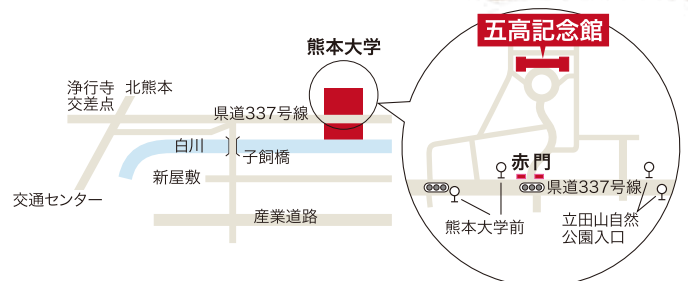 五高記念館
熊本大学
浄行寺
交差点
北熊本
県道337号線
白川
子飼橋
新屋敷
交通センター
産業道路
赤門
県道337号線
熊本大学前
立田山自然
公園入口